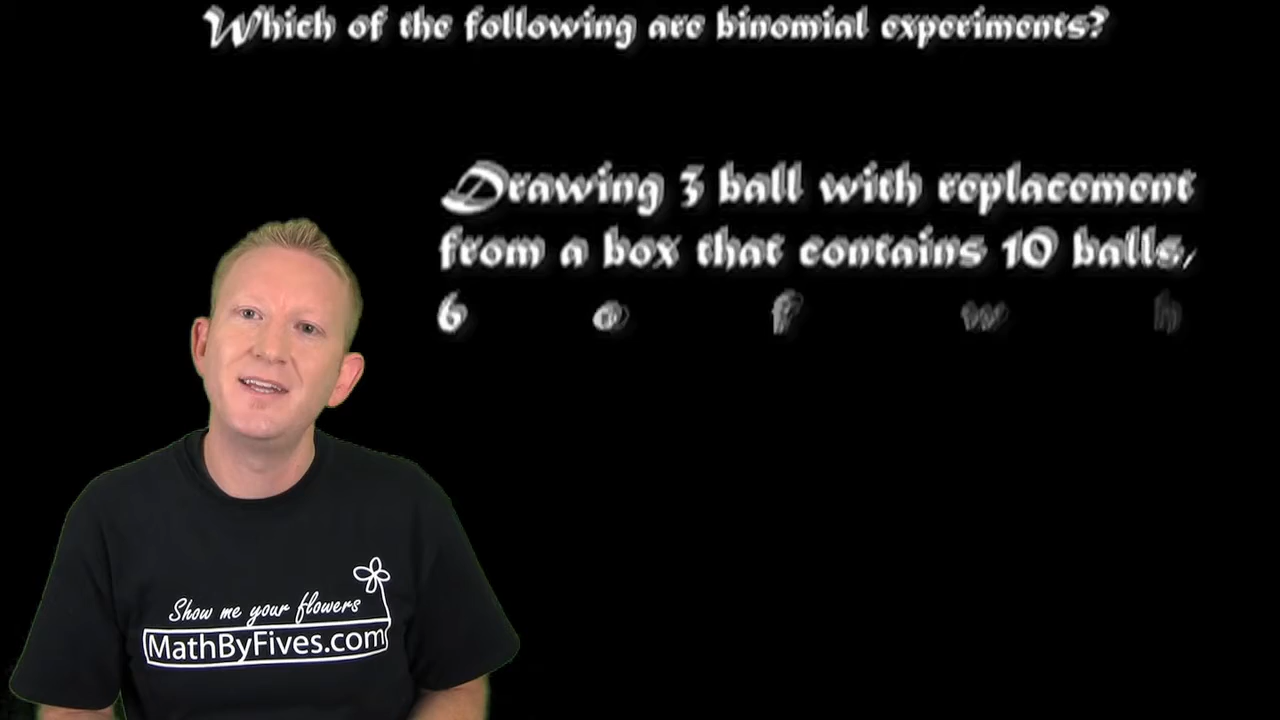 Which of the following are binomial experiments?
Drawing 3 ball with replacement
from a box that contains 10 balls,
6 o f w h
Show me your flowers
MathByFives.com